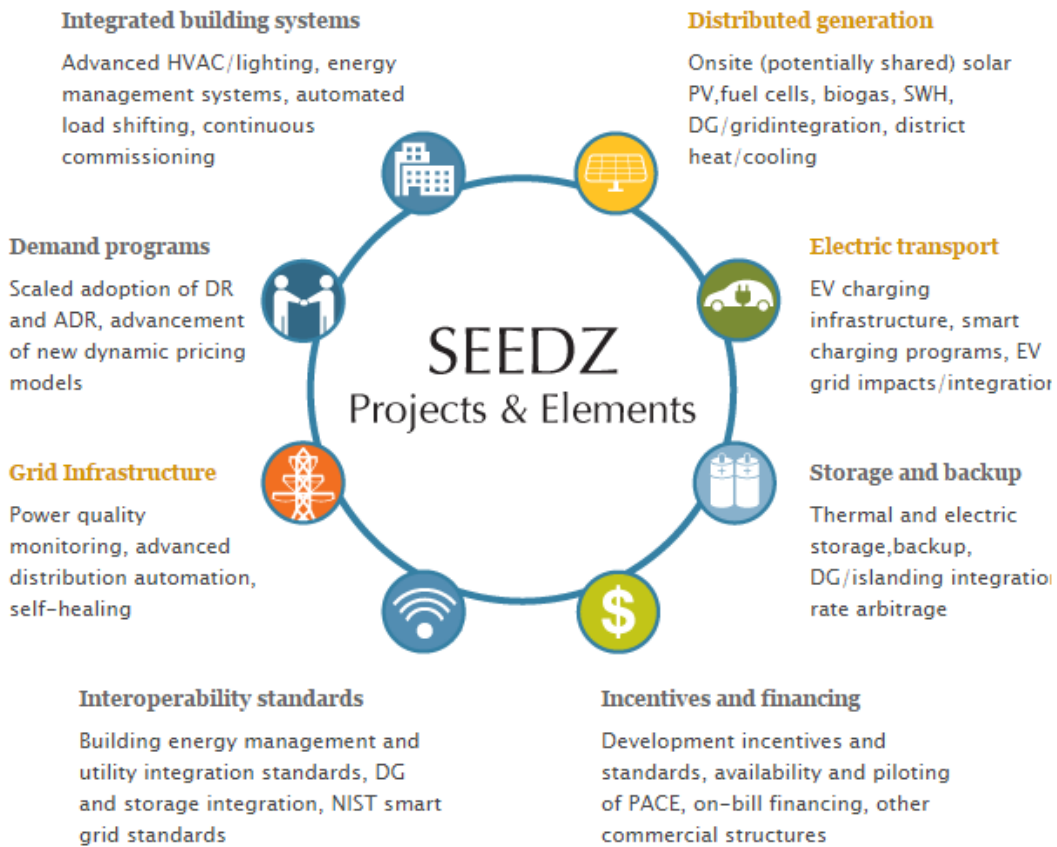 Integrated building systems
Advanced HVAC/lighting, energy
management systems, automated
load shifting, continuous
commissioning
Distributed generation
Onsite (potentially shared) solar
PV,fuel cells, biogas, SWH,
DG/gridintegration, district
heat/cooling
Demand programs
Scaled adoption of DR
and ADR, advancement
of new dynamic pricing
models
Electric transport
EV charging
infrastructure, smart
charging programs, EV
grid impacts/integration
SEEDZ
Projects & Elements
Grid Infrastructure
Power quality
monitoring, advanced
distribution automation,
self-healing
Storage and backup
Thermal and electric
storage,backup,
DG/islanding integration
rate arbitrage
$
Interoperability standards
Building energy management and
utility integration standards, DG
and storage integration, NIST smart
grid standards
Incentives and financing
Development incentives and
standards, availability and piloting
of PACE, on-bill financing, other
commercial structures